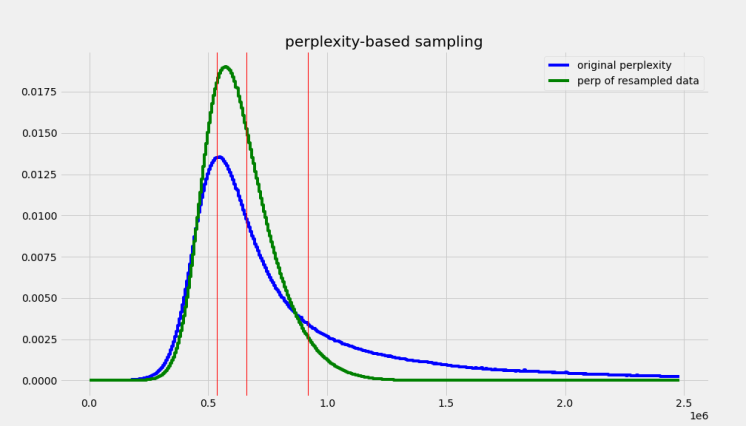 perplexity-based sampling
original perplexity
perp of resampled data
0.0175
0.0150
0.0125
0.0100
0.0075
0.0050
0.0025
0.0000
0.0 0.5 1.0 1.5 2.0 2.5
1e6